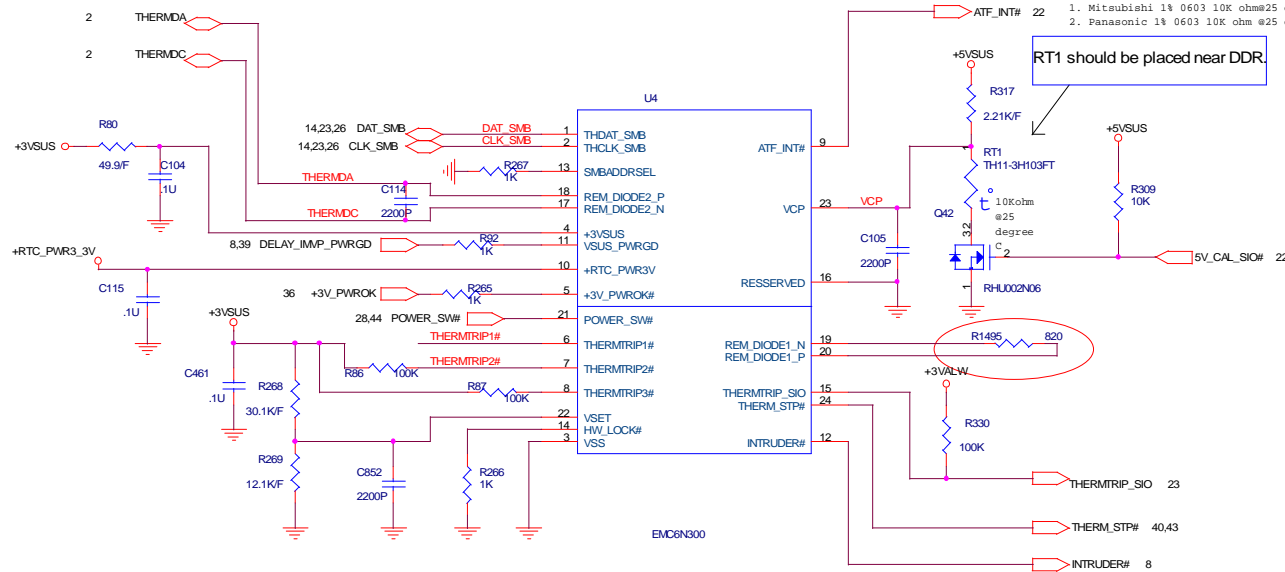 2 THERMDA
2 THERMDC
ATF_INT# 22
1. Mitsubishi 1% 0603 10K ohm@25
2. Panasonic 1% 0603 10K ohm @25
RT1 should be placed near DDR.
+5VSUS
R317
2.21K/F
U4
R80
+3VSUS
49.9/F
C104
.1U
14,23,26 DAT_SMB
14,23,26 CLK_SMB
DAT_SMB
CLK_SMB
1 THDAT_SMB
2 THCLK_SMB
R267
1K
13 SMBADDRSEL
THERMDA
C114
2200P
THERMDC
18 REM_DIODE2_P
17 REM_DIODE2_N
4 +3VSUS
8,39 DELAY_IMVP_PWRGD
R92
1K
11 VSUS_PWRGD
+RTC_PWR3_3V
C115
.1U
10 +RTC_PWR3V
36 +3V_PWROK
R265
1K
5 +3V_PWROK#
28,44 POWER_SW#
21 POWER_SW#
+3VSUS
THERMTRIP1#
6 THERMTRIP1#
THERMTRIP2#
R86
100K
7 THERMTRIP2#
R87
100K
8 THERMTRIP3#
C461
.1U
R268
30.1K/F
22 VSET
14 HW_LOCK#
3 VSS
R269
12.1K/F
C852
2200P
R266
1K
EMC6N300
ATF_INT# 9
VCP 23
VCP
C105
2200P
RESSERVED 16
1
RT1
TH11-3H103FT
t°
10Kohm
@25
degree
C
Q42
3 2
2
1
RHU002N06
+5VSUS
R309
10K
5V_CAL_SIO# 22
REM_DIODE1_N 19
REM_DIODE1_P 20
R1495 820
+3VALW
R330
100K
THERMTRIP_SIO 15
THERM_STP# 24
INTRUDER# 12
THERMTRIP_SIO 23
THERM_STP# 40,43
INTRUDER# 8